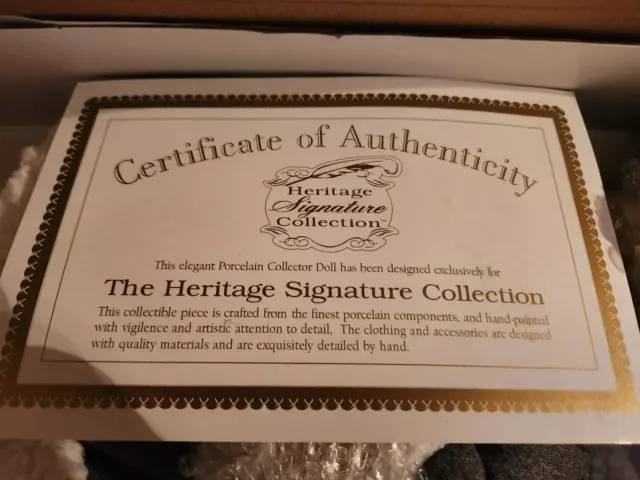 Certificate of Authenticity
Heritage
Signature
Collection™
This elegant Porcelain Collector Doll has been designed exclusively for
The Heritage Signature Collection
This collectible piece is crafted from the finest porcelain components, and hand-painted
with vigilence and artistic attention to detail. The clothing and accessories are designed
with quality materials and are exquisitely detailed by hand.